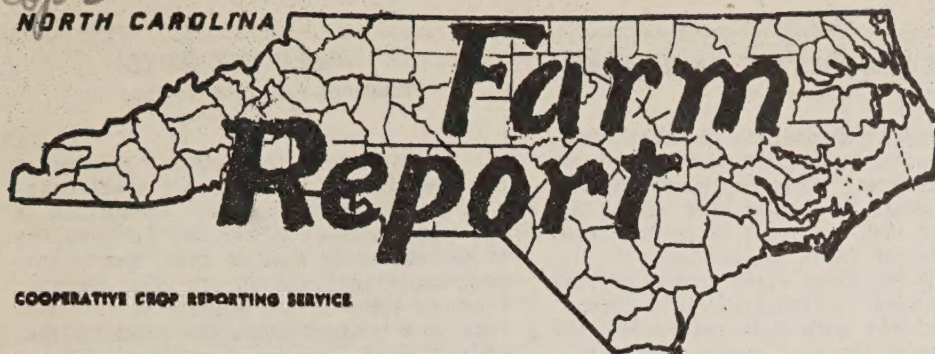 NORTH CAROLINA
Farm
Report
COOPERATIVE CROP REPORTING SERVICE